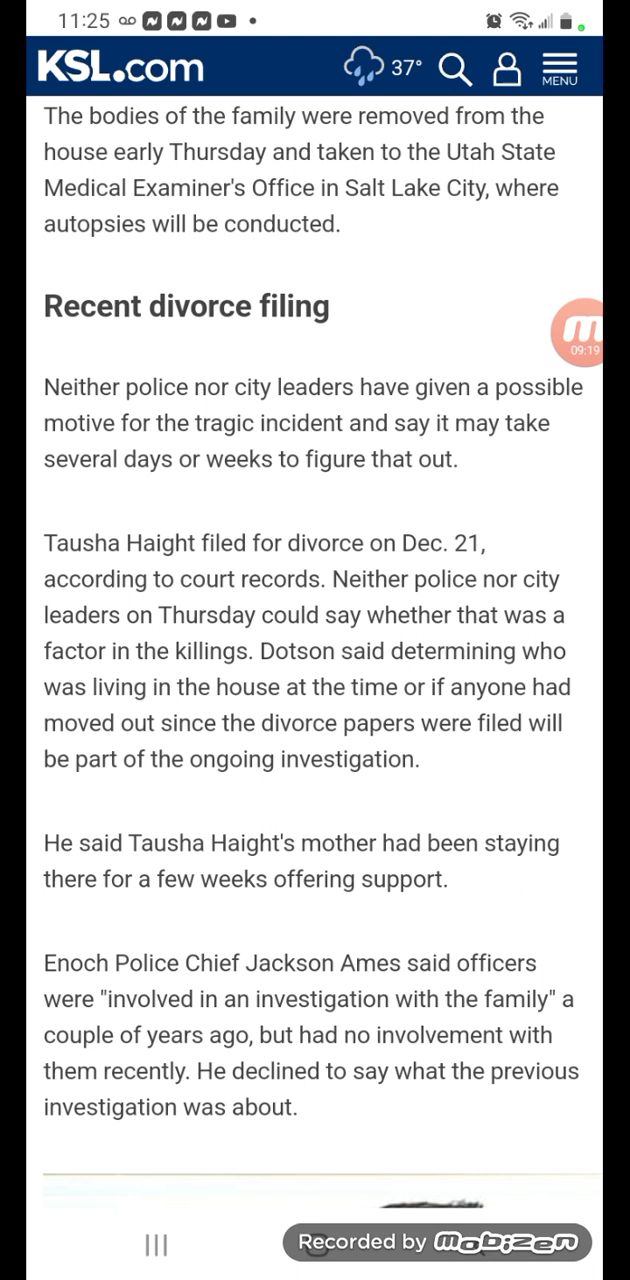 11:25
KSL.com 37° MENU
The bodies of the family were removed from the
house early Thursday and taken to the Utah State
Medical Examiner's Office in Salt Lake City, where
autopsies will be conducted.
Recent divorce filing
m
09:19
Neither police nor city leaders have given a possible
motive for the tragic incident and say it may take
several days or weeks to figure that out.
Tausha Haight filed for divorce on Dec. 21,
according to court records. Neither police nor city
leaders on Thursday could say whether that was a
factor in the killings. Dotson said determining who
was living in the house at the time or if anyone had
moved out since the divorce papers were filed will
be part of the ongoing investigation.
He said Tausha Haight's mother had been staying
there for a few weeks offering support.
Enoch Police Chief Jackson Ames said officers
were "involved in an investigation with the family" a
couple of years ago, but had no involvement with
them recently. He declined to say what the previous
investigation was about.
Recorded by mobizen